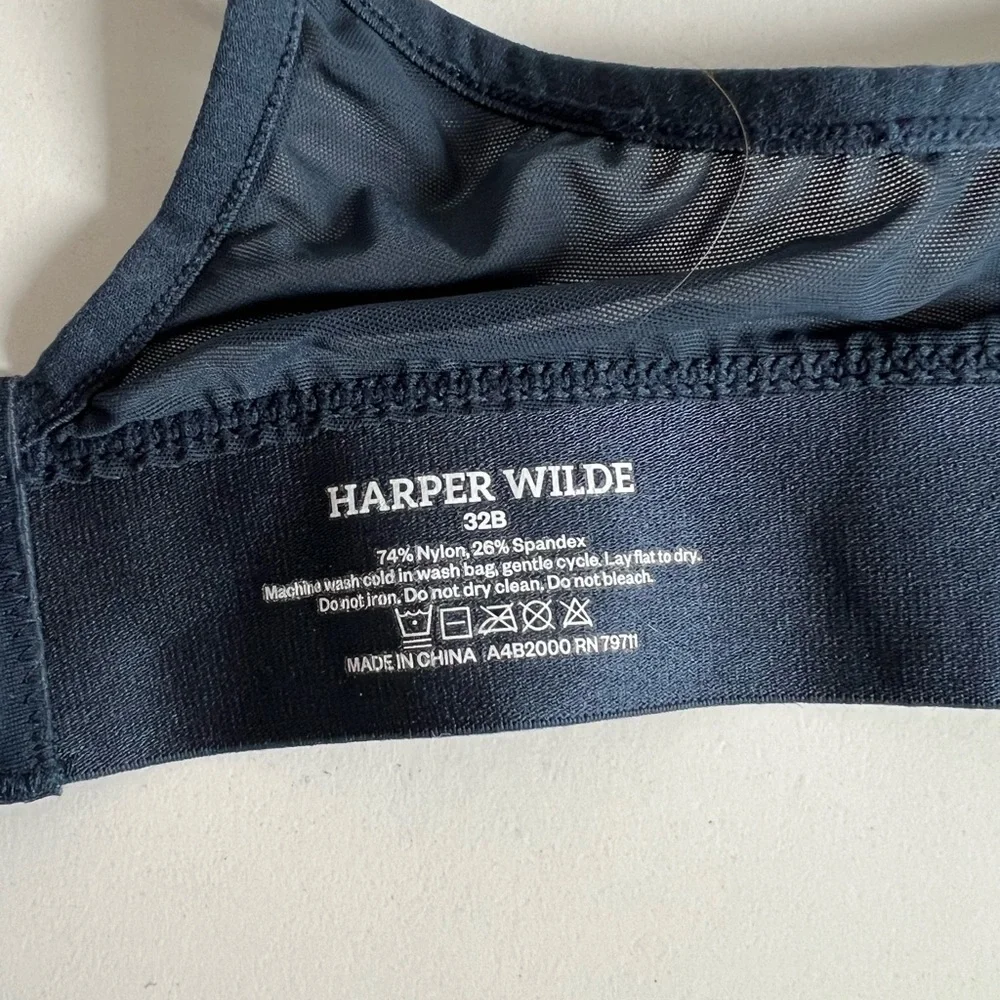 HARPER WILDE
32B
74% Nylon, 26% Spandex
Machine wash cold in wash bag, gentle cycle. Lay flat to dry.
Do not iron. Do not dry clean. Do not bleach.
MADE IN CHINA A4B2000 RN 79711